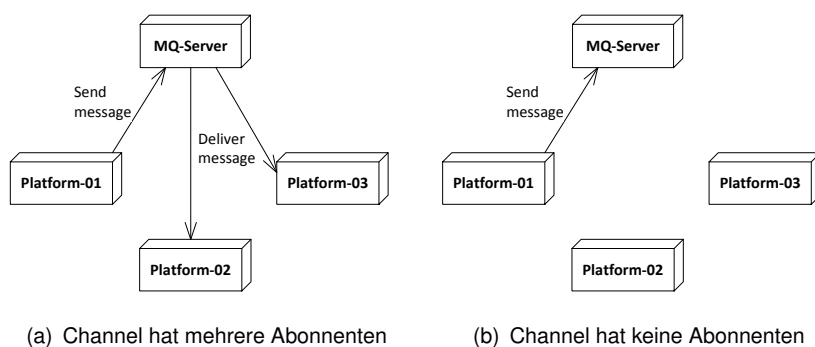 MQ-Server
Send
message
Deliver
message
Platform-01
Platform-03
Platform-02
(a) Channel hat mehrere Abonnenten
MQ-Server
Send
message
Platform-01
Platform-03
Platform-02
(b) Channel hat keine Abonnenten